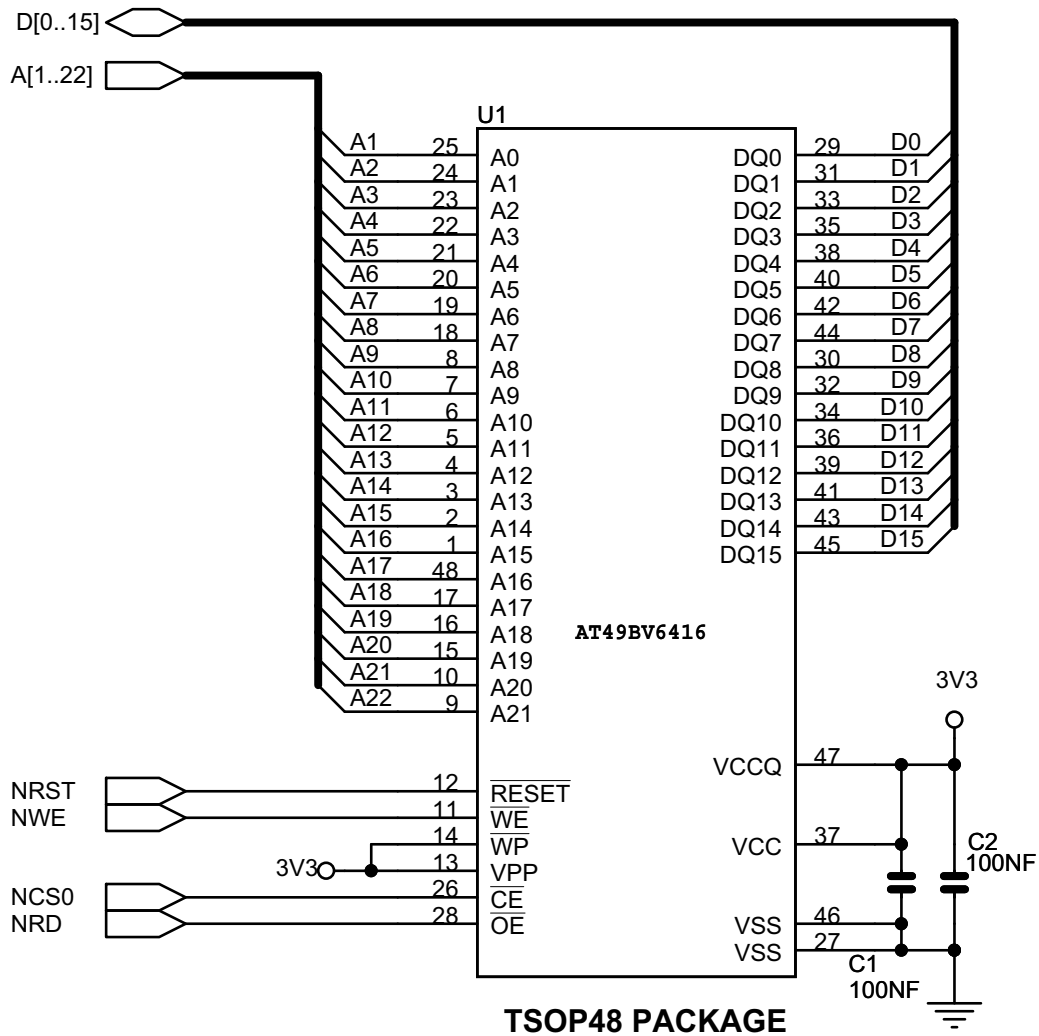 D[0..15]
A[1..22]
U1
A1 25 A0 DQ0 29 D0
A2 24 A1 DQ1 31 D1
A3 23 A2 DQ2 33 D2
A4 22 A3 DQ3 35 D3
A5 21 A4 DQ4 38 D4
A6 20 A5 DQ5 40 D5
A7 19 A6 DQ6 42 D6
A8 18 A7 DQ7 44 D7
A9 8 A8 DQ8 30 D8
A10 7 A9 DQ9 32 D9
A11 6 A10 DQ10 34 D10
A12 5 A11 DQ11 36 D11
A13 4 A12 DQ12 39 D12
A14 3 A13 DQ13 41 D13
A15 2 A14 DQ14 43 D14
A16 1 A15 DQ15 45 D15
A17 48 A16
A18 17 A17
A19 16 A18
A20 15 A19
A21 10 A20
A22 9 A21
AT49BV6416
3V3
VCCQ 47
NRST 12 RESET
NWE 11 WE
14 WP
VCC 37
3V3 13 VPP
C2
100NF
NCS0 26 CE
NRD 28 OE
VSS 46
VSS 27
C1
100NF
TSOP48 PACKAGE